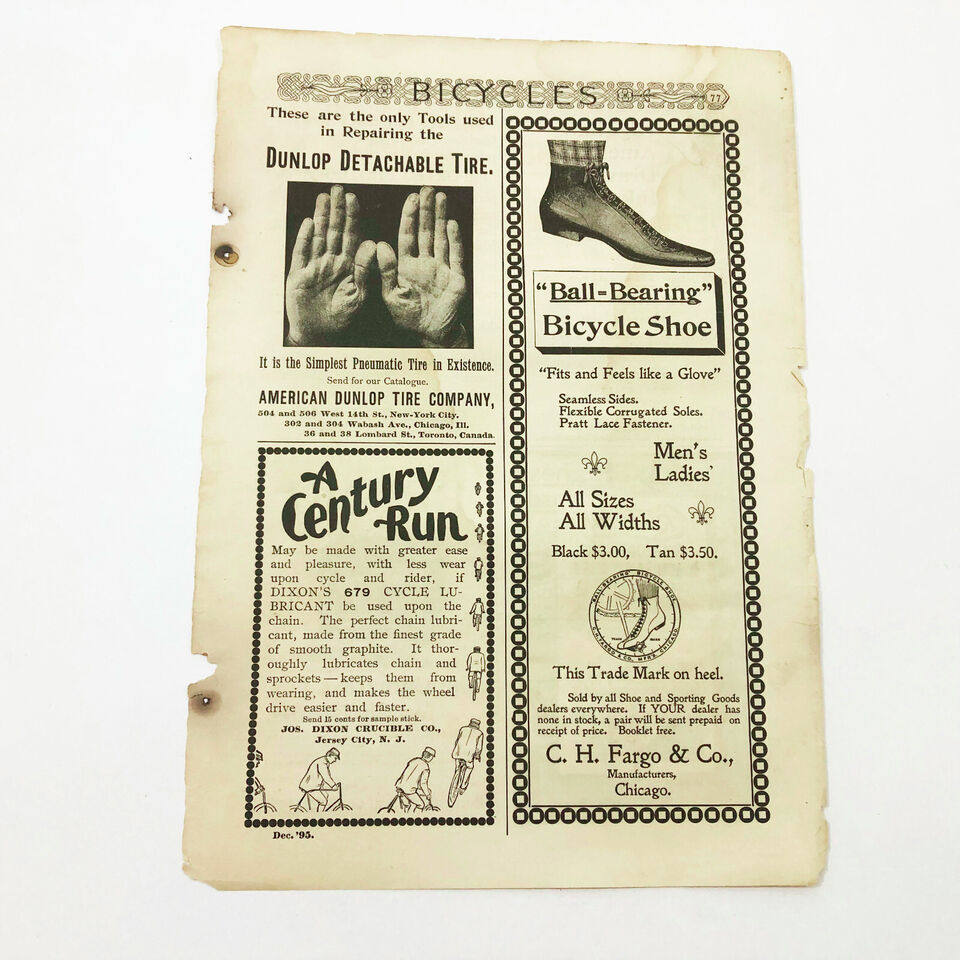 BICYCLES
77
These are the only Tools used
in Repairing the
DUNLOP DETACHABLE TIRE.
It is the Simplest Pneumatic Tire in Existence.
Send for our Catalogue.
AMERICAN DUNLOP TIRE COMPANY,
504 and 506 West 14th St., New-York City.
302 and 304 Wabash Ave., Chicago, Ill.
36 and 38 Lombard St., Toronto, Canada.
A
Century
Run
May be made with greater ease
and pleasure, with less wear
upon cycle and rider, if
DIXON'S 679 CYCLE LU-
BRICANT be used upon the
chain. The perfect chain lubri-
cant, made from the finest grade
of smooth graphite. It thor-
oughly lubricates chain and
sprockets—keeps them from
wearing, and makes the wheel
drive easier and faster.
Send 15 cents for sample stick.
JOS. DIXON CRUCIBLE CO.,
Jersey City, N. J.
Dec. '95.
"Ball=Bearing"
Bicycle Shoe
"Fits and Feels like a Glove"
Seamless Sides.
Flexible Corrugated Soles.
Pratt Lace Fastener.
Men's
Ladies'
All Sizes
All Widths
Black $3.00, Tan $3.50.
BALL-BEARING BICYCLE SHOE
TRADE MARK
C.H. FARGO & CO. MFRS. CHICAGO
This Trade Mark on heel.
Sold by all Shoe and Sporting Goods
dealers everywhere. If YOUR dealer has
none in stock, a pair will be sent prepaid on
receipt of price. Booklet free.
C. H. Fargo & Co.,
Manufacturers,
Chicago.